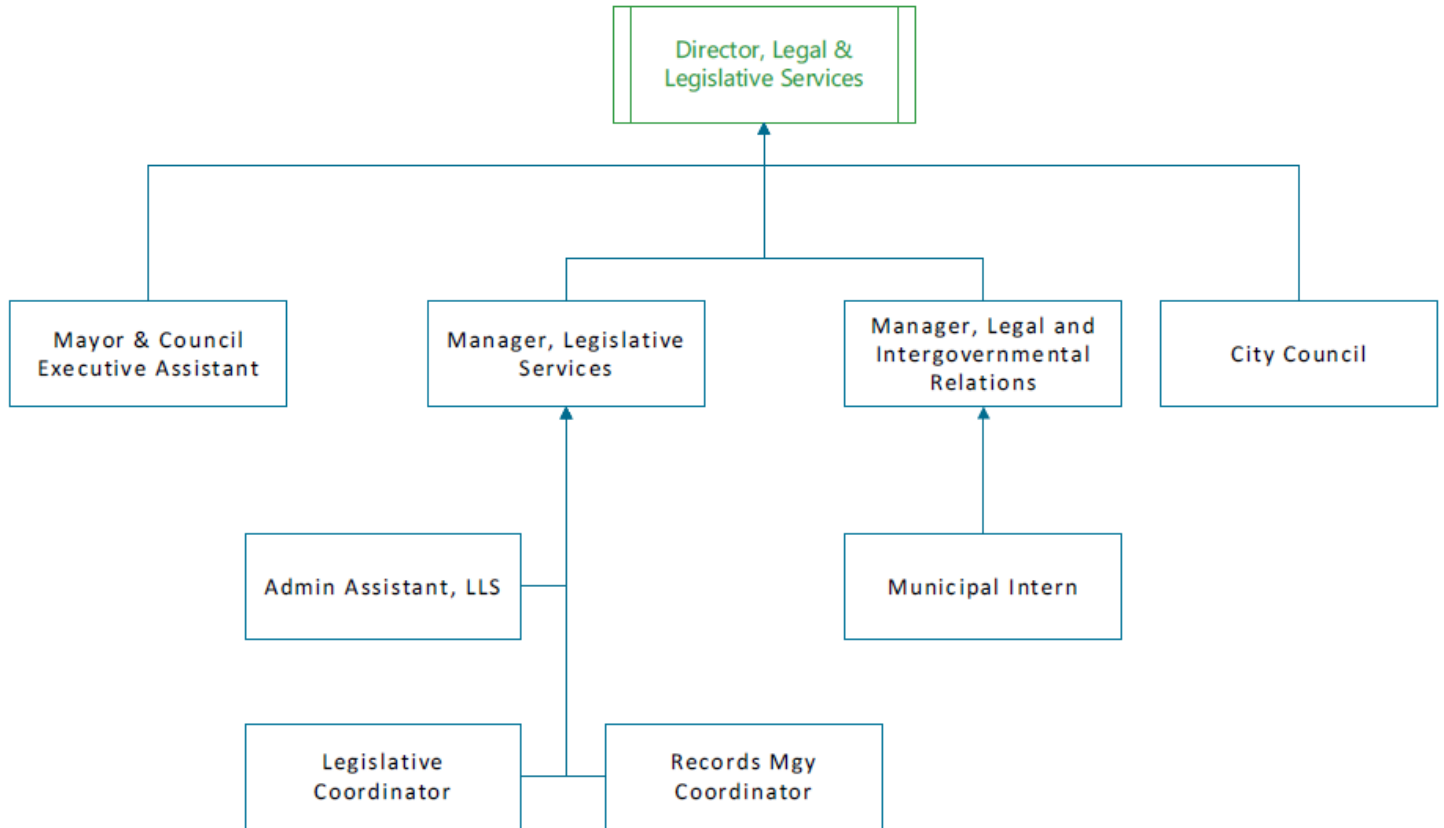 Director, Legal &
Legislative Services
Mayor & Council
Executive Assistant
Manager, Legislative
Services
Manager, Legal and
Intergovernmental
Relations
City Council
Admin Assistant, LLS
Municipal Intern
Legislative
Coordinator
Records Mgy
Coordinator